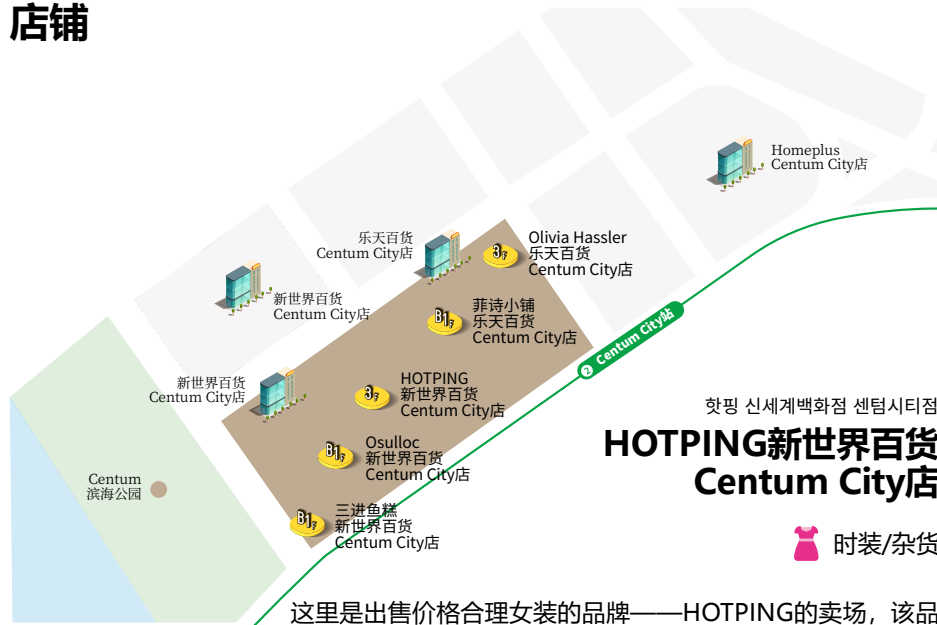 店铺
Homeplus
Centum City店
乐天百货
Centum City店
3F
Olivia Hassler
乐天百货
Centum City店
新世界百货
Centum City店
B1F
菲诗小铺
乐天百货
Centum City店
2 Centum City站
新世界百货
Centum City店
3F
HOTPING
新世界百货
Centum City店
B1F
Osulloc
新世界百货
Centum City店
Centum
滨海公园
B1F
三进鱼糕
新世界百货
Centum City店
핫핑 신세계백화점 센텀시티점
HOTPING新世界百货
Centum City店
时装/杂货
这里是出售价格合理女装的品牌——HOTPING的卖场，该品